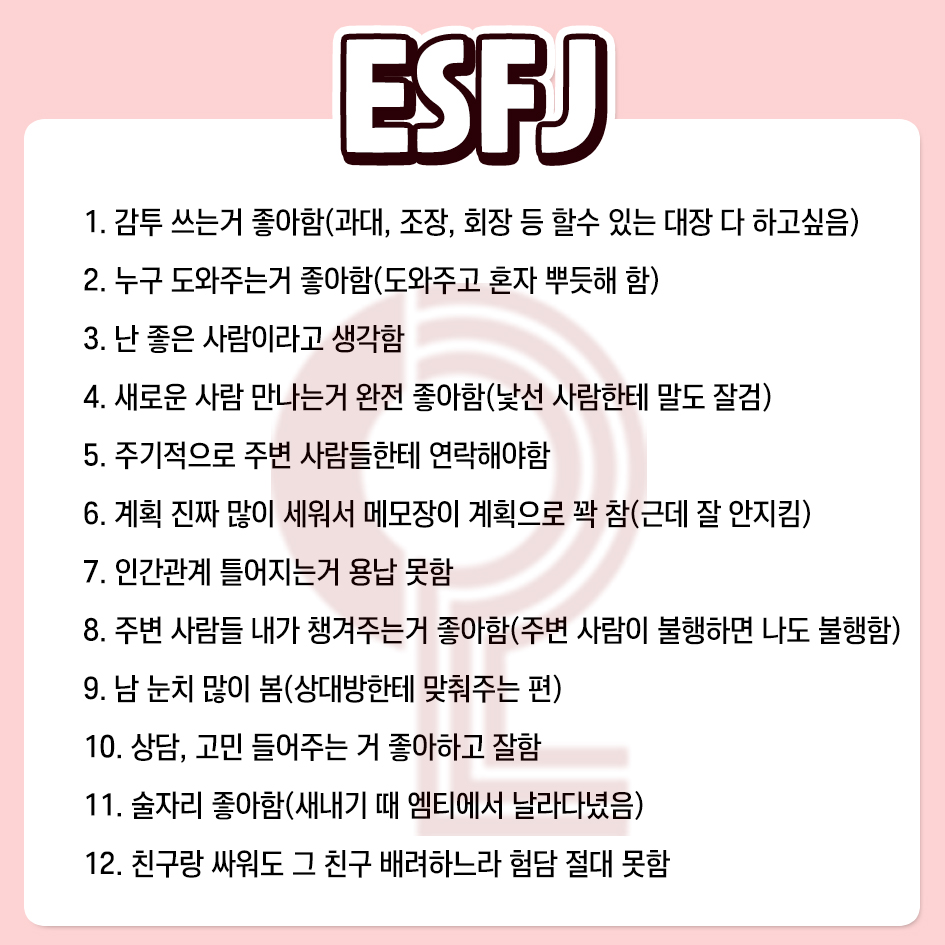 ESFJ
1. 감투 쓰는거 좋아함(과대, 조장, 회장 등 할수 있는 대장 다 하고싶음)
2. 누구 도와주는거 좋아함(도와주고 혼자 뿌듯해 함)
3. 난 좋은 사람이라고 생각함
4. 새로운 사람 만나는거 완전 좋아함(낯선 사람한테 말도 잘검)
5. 주기적으로 주변 사람들한테 연락해야함
6. 계획 진짜 많이 세워서 메모장이 계획으로 꽉 참(근데 잘 안지킴)
7. 인간관계 틀어지는거 용납 못함
8. 주변 사람들 내가 챙겨주는거 좋아함(주변 사람이 불행하면 나도 불행함)
9. 남 눈치 많이 봄(상대방한테 맞춰주는 편)
10. 상담, 고민 들어주는 거 좋아하고 잘함
11. 술자리 좋아함(새내기 때 엠티에서 날라다녔음)
12. 친구랑 싸워도 그 친구 배려하느라 험담 절대 못함